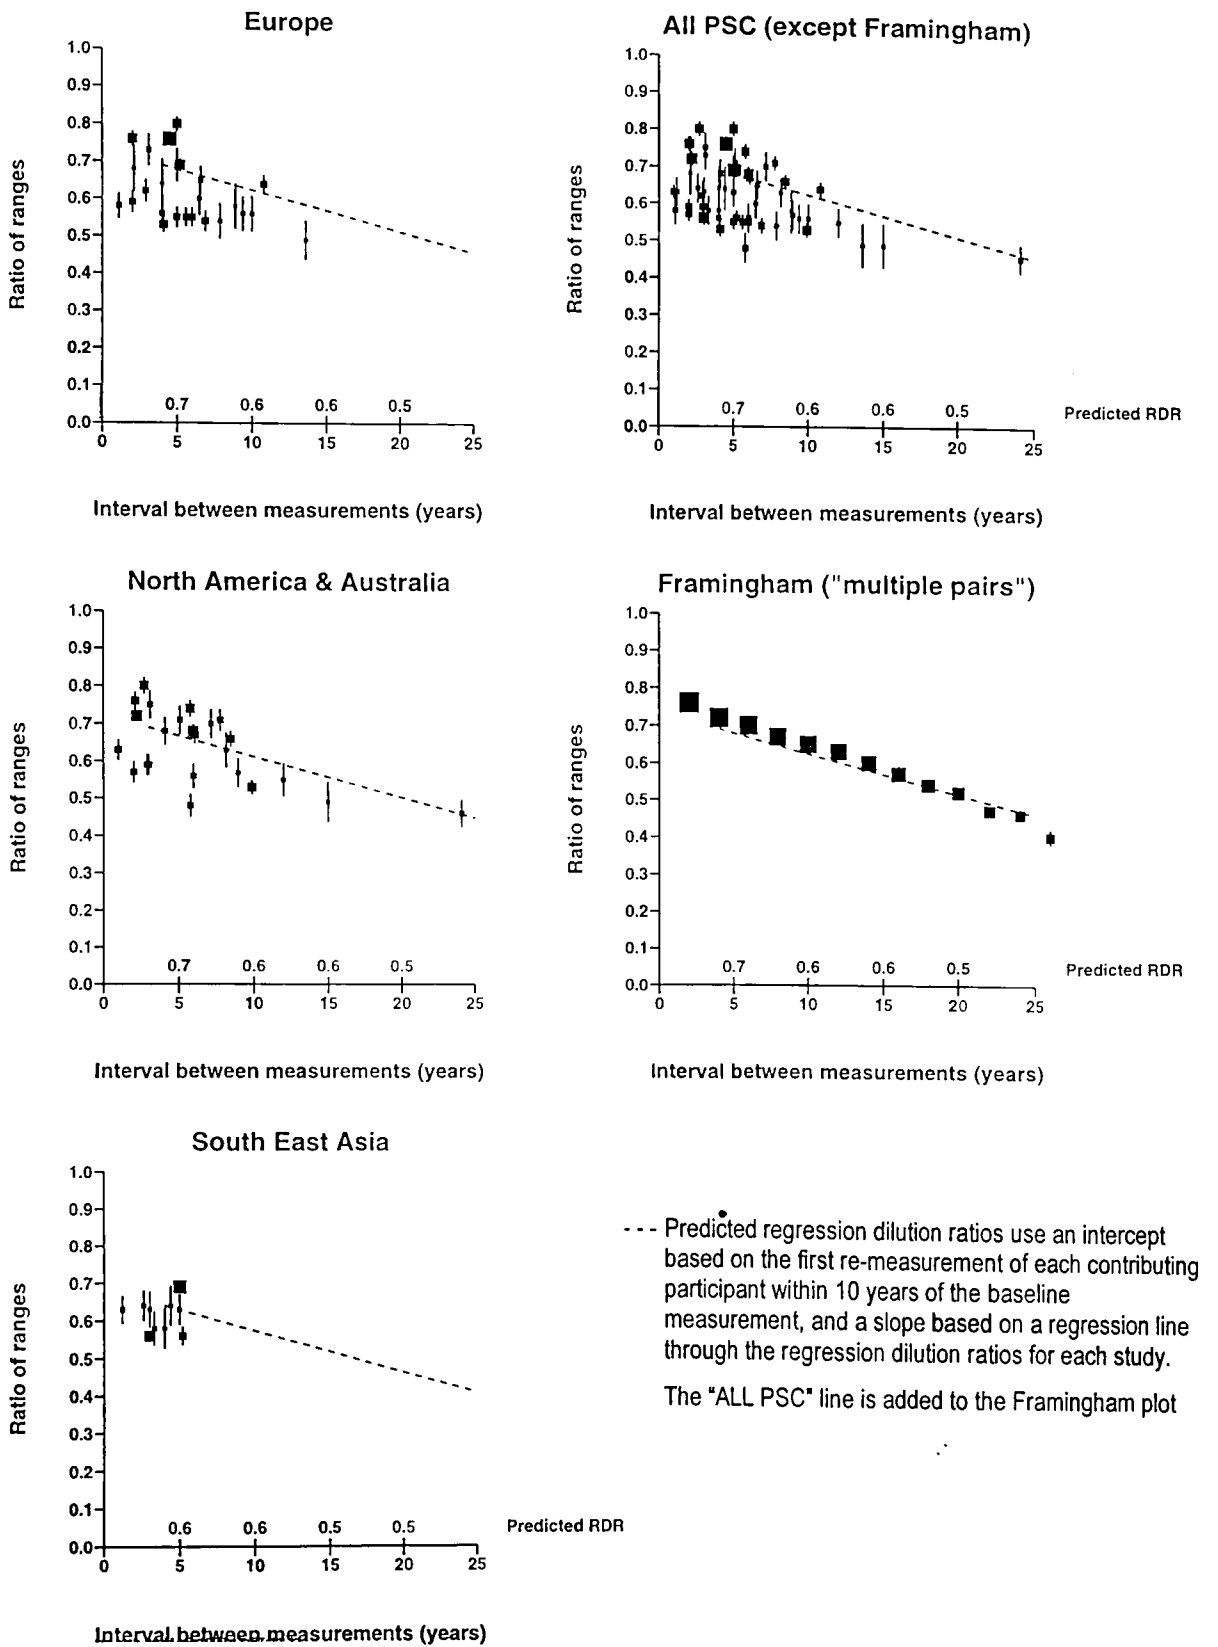 Europe
Ratio of ranges
1.0
0.9
0.8
0.7
0.6
0.5
0.4
0.3
0.2
0.1
0.0
0.7 0.6 0.6 0.5
0 5 10 15 20 25
Interval between measurements (years)
All PSC (except Framingham)
Ratio of ranges
1.0
0.9
0.8
0.7
0.6
0.5
0.4
0.3
0.2
0.1
0.0
0.7 0.6 0.6 0.5 Predicted RDR
0 5 10 15 20 25
Interval between measurements (years)
North America & Australia
Ratio of ranges
1.0
0.9
0.8
0.7
0.6
0.5
0.4
0.3
0.2
0.1
0.0
0.7 0.6 0.6 0.5
0 5 10 15 20 25
Interval between measurements (years)
Framingham ("multiple pairs")
Ratio of ranges
1.0
0.9
0.8
0.7
0.6
0.5
0.4
0.3
0.2
0.1
0.0
0.7 0.6 0.6 0.5 Predicted RDR
0 5 10 15 20 25
Interval between measurements (years)
South East Asia
Ratio of ranges
1.0
0.9
0.8
0.7
0.6
0.5
0.4
0.3
0.2
0.1
0.0
0.6 0.6 0.5 0.5 Predicted RDR
0 5 10 15 20 25
Interval between measurements (years)
--- Predicted regression dilution ratios use an intercept
based on the first re-measurement of each contributing
participant within 10 years of the baseline
measurement, and a slope based on a regression line
through the regression dilution ratios for each study.
The "ALL PSC" line is added to the Framingham plot